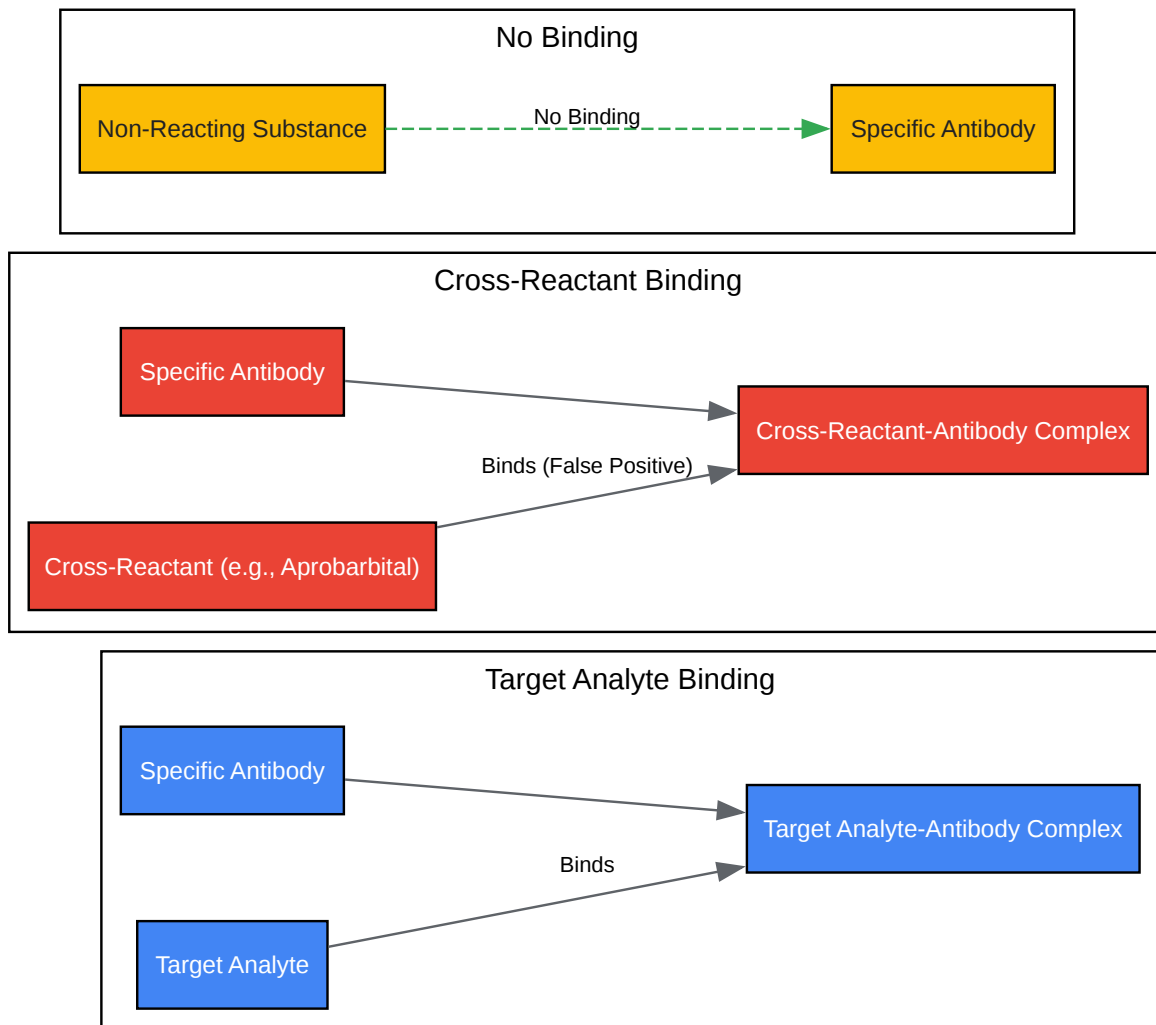 No Binding
Non-Reacting Substance
No Binding
Specific Antibody
Cross-Reactant Binding
Specific Antibody
Cross-Reactant-Antibody Complex
Binds (False Positive)
Cross-Reactant (e.g., Aprobarbital)
Target Analyte Binding
Specific Antibody
Target Analyte-Antibody Complex
Binds
Target Analyte